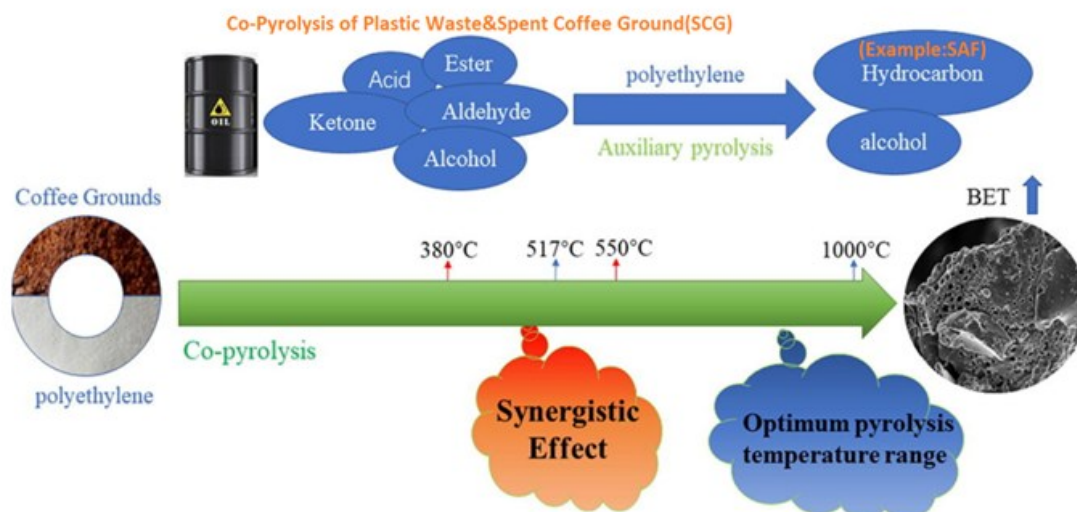 Co-Pyrolysis of Plastic Waste&Spent Coffee Ground(SCG)
OIL
Acid
Ester
Ketone
Aldehyde
Alcohol
polyethylene
Auxiliary pyrolysis
(Example:SAF)
Hydrocarbon
alcohol
Coffee Grounds
polyethylene
380°C
517°C
550°C
1000°C
BET
Co-pyrolysis
Synergistic
Effect
Optimum pyrolysis
temperature range